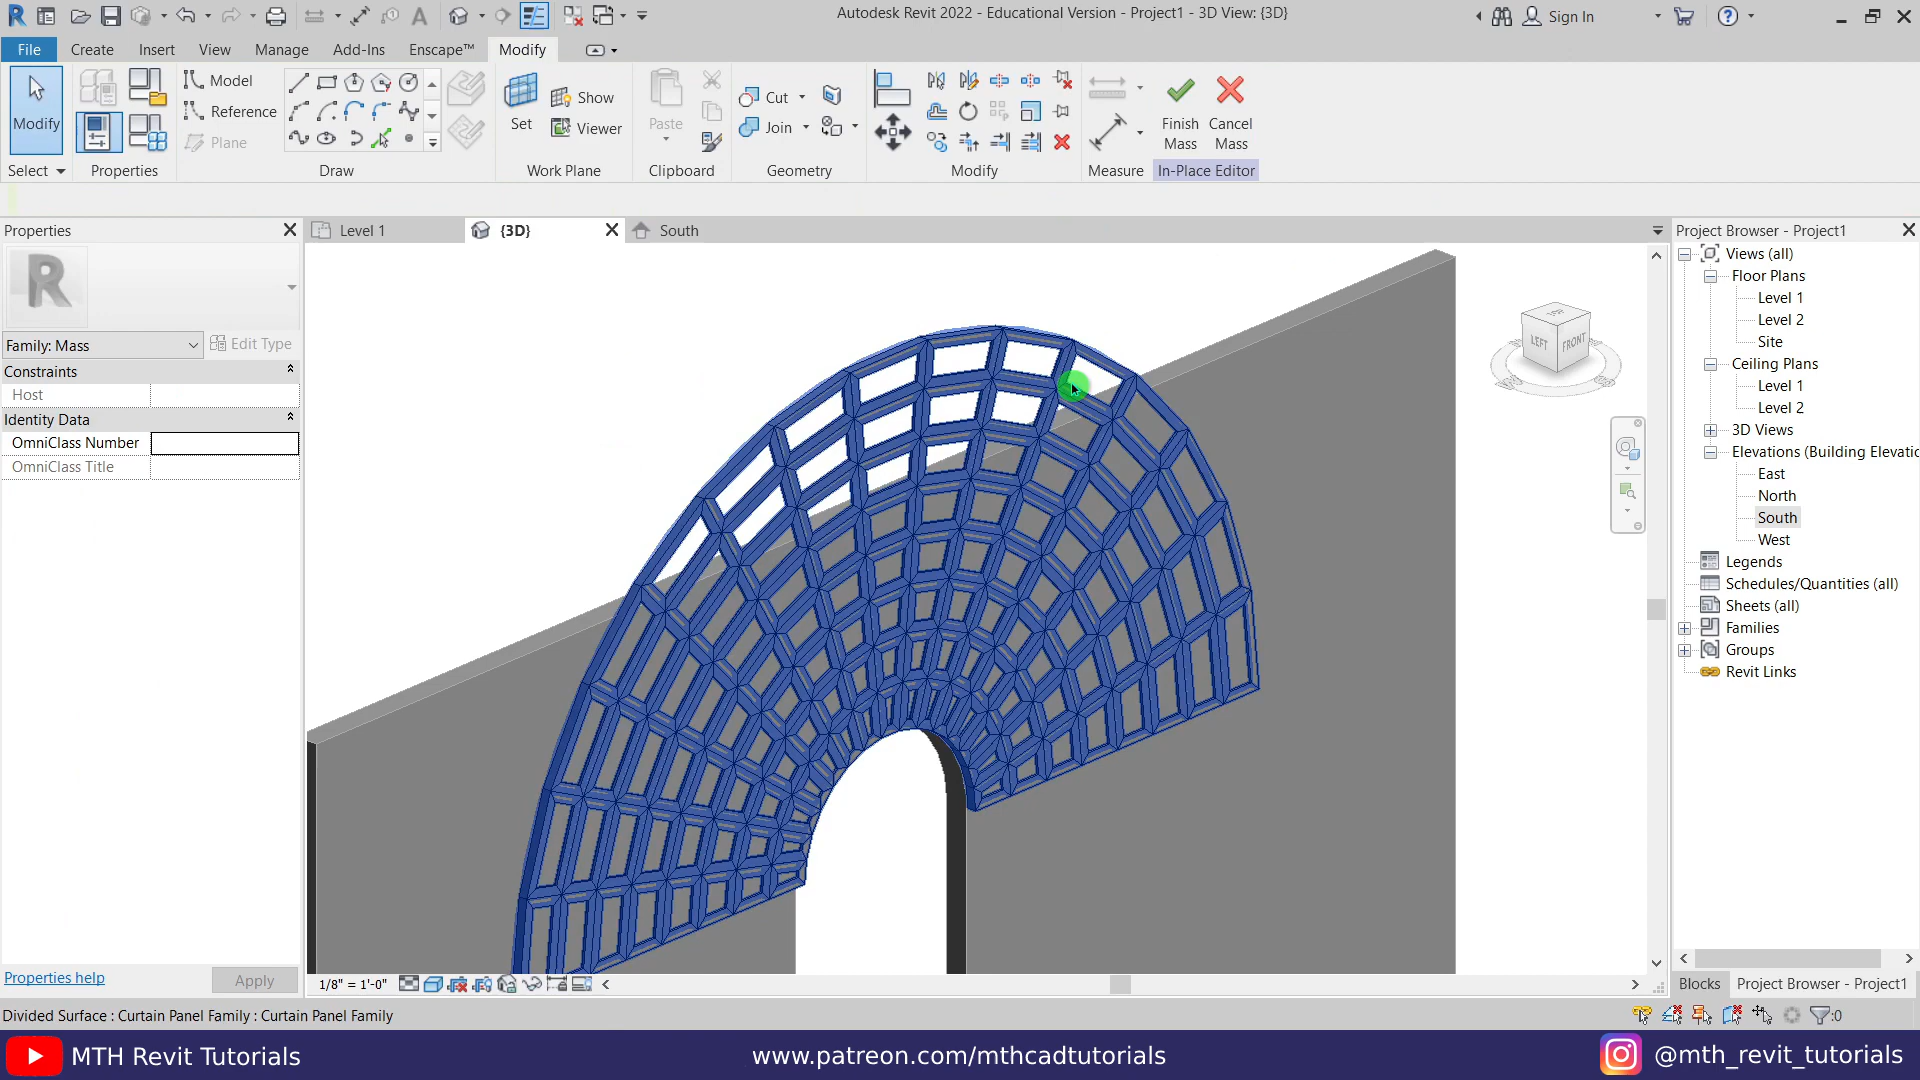 Autodesk Revit 2022 - Educational Version - Project1 - 3D View: {3D}
Sign In
File
Create
Insert
View
Manage
Add-Ins
Enscape™
Modify
Modify
Select
Properties
Model
Reference
Plane
Draw
Set
Show
Viewer
Work Plane
Paste
Clipboard
Cut
Join
Geometry
Modify
Measure
Finish Mass
Cancel Mass
In-Place Editor
Properties
Level 1
{3D}
South
Project Browser - Project1
R
Family: Mass
Edit Type
Constraints
Host
Identity Data
OmniClass Number
OmniClass Title
TOP
LEFT
FRONT
Views (all)
Floor Plans
Level 1
Level 2
Site
Ceiling Plans
Level 1
Level 2
3D Views
Elevations (Building Elevatic
East
North
South
West
Legends
Schedules/Quantities (all)
Sheets (all)
Families
Groups
Revit Links
Properties help
Apply
1/8" = 1'-0"
Blocks
Project Browser - Project1
Divided Surface : Curtain Panel Family : Curtain Panel Family
:0
MTH Revit Tutorials
www.patreon.com/mthcadtutorials
@mth_revit_tutorials